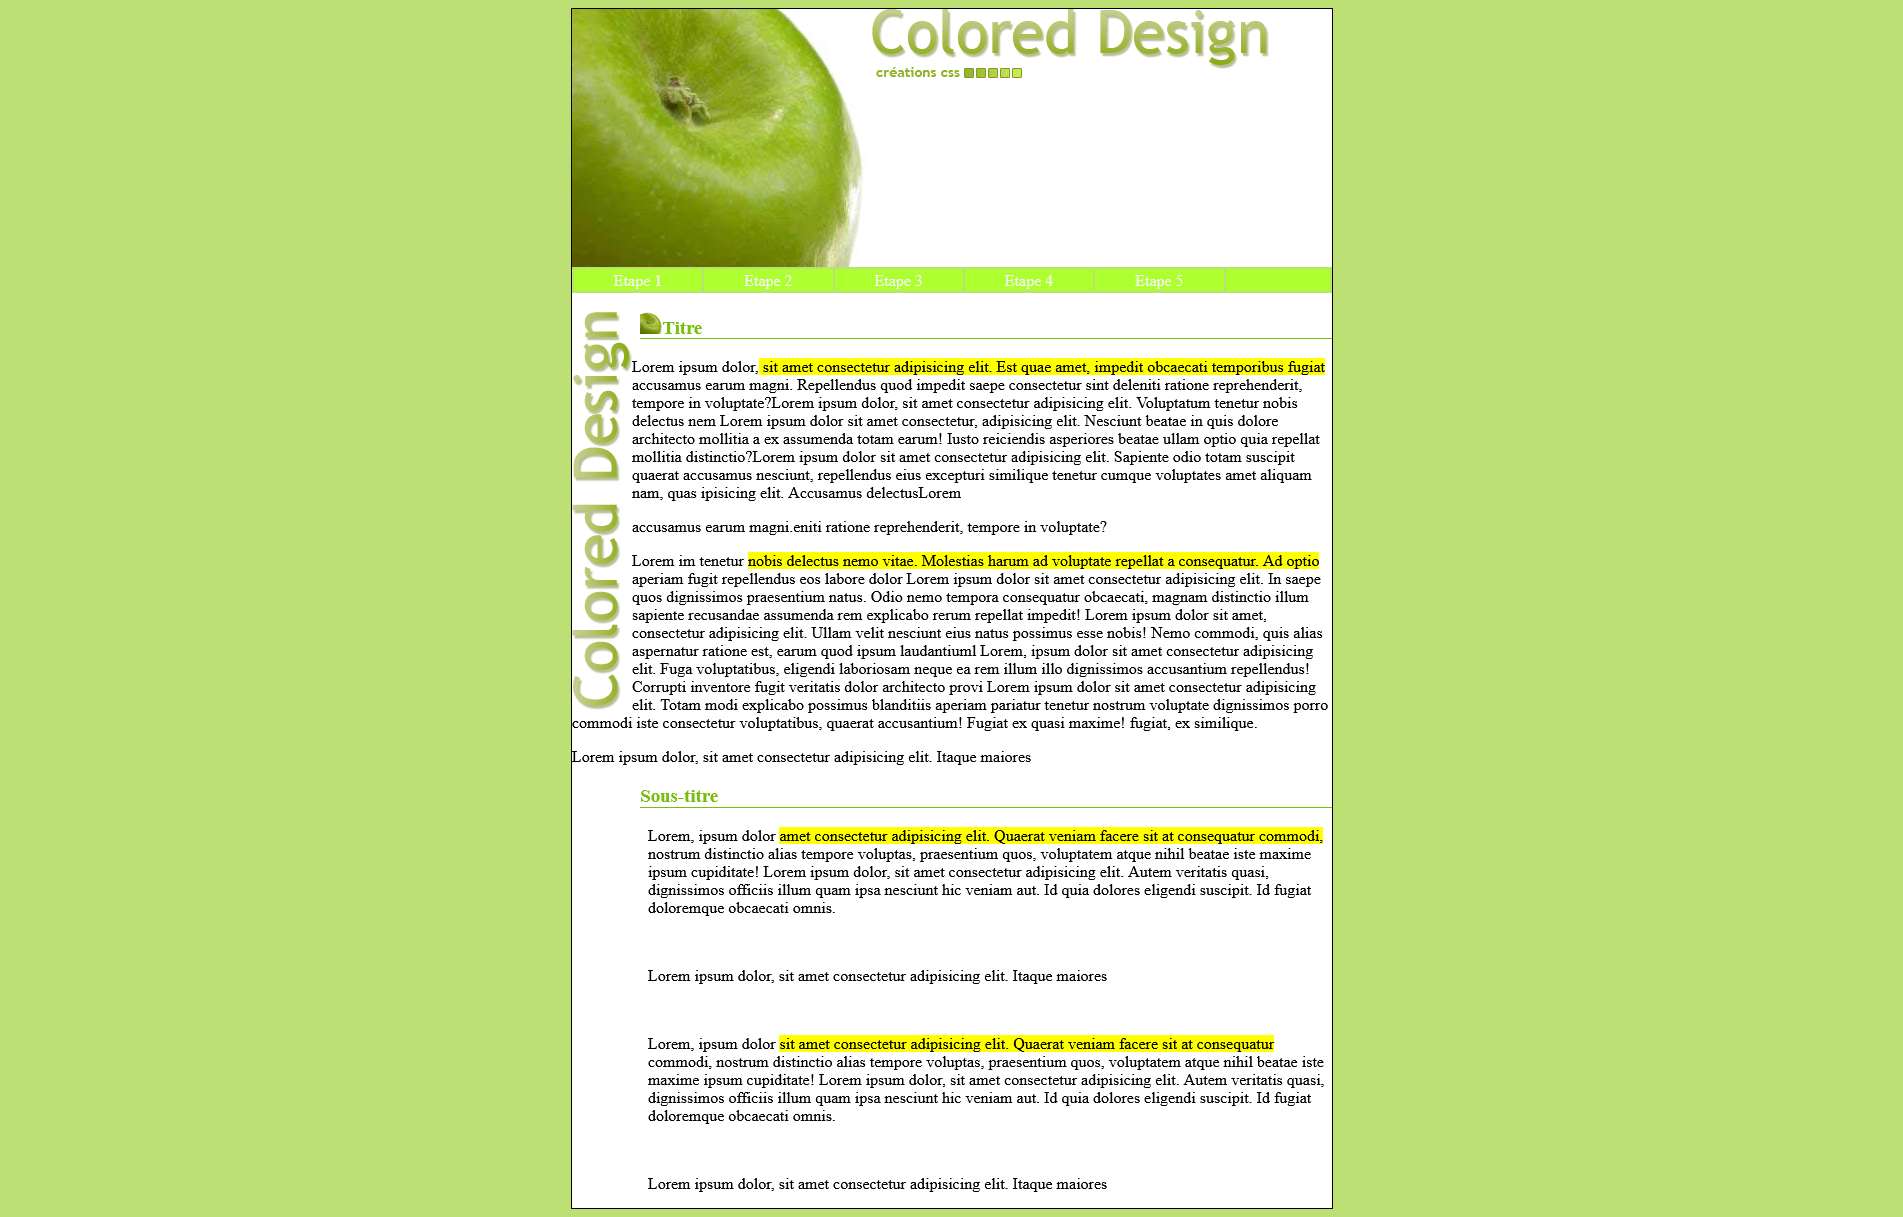 Colored Design
créations css
Etape 1 Etape 2 Etape 3 Etape 4 Etape 5
Colored Design
Titre
Lorem ipsum dolor, sit amet consectetur adipisicing elit. Est quae amet, impedit obcaecati temporibus fugiat
accusamus earum magni. Repellendus quod impedit saepe consectetur sint deleniti ratione reprehenderit,
tempore in voluptate?Lorem ipsum dolor, sit amet consectetur adipisicing elit. Voluptatum tenetur nobis
delectus nem Lorem ipsum dolor sit amet consectetur, adipisicing elit. Nesciunt beatae in quis dolore
architecto mollitia a ex assumenda totam earum! Iusto reiciendis asperiores beatae ullam optio quia repellat
mollitia distinctio?Lorem ipsum dolor sit amet consectetur adipisicing elit. Sapiente odio totam suscipit
quaerat accusamus nesciunt, repellendus eius excepturi similique tenetur cumque voluptates amet aliquam
nam, quas ipisicing elit. Accusamus delectusLorem
accusamus earum magni.eniti ratione reprehenderit, tempore in voluptate?
Lorem im tenetur nobis delectus nemo vitae. Molestias harum ad voluptate repellat a consequatur. Ad optio
aperiam fugit repellendus eos labore dolor Lorem ipsum dolor sit amet consectetur adipisicing elit. In saepe
quos dignissimos praesentium natus. Odio nemo tempora consequatur obcaecati, magnam distinctio illum
sapiente recusandae assumenda rem explicabo rerum repellat impedit! Lorem ipsum dolor sit amet,
consectetur adipisicing elit. Ullam velit nesciunt eius natus possimus esse nobis! Nemo commodi, quis alias
aspernatur ratione est, earum quod ipsum laudantiuml Lorem, ipsum dolor sit amet consectetur adipisicing
elit. Fuga voluptatibus, eligendi laboriosam neque ea rem illum illo dignissimos accusantium repellendus!
Corrupti inventore fugit veritatis dolor architecto provi Lorem ipsum dolor sit amet consectetur adipisicing
elit. Totam modi explicabo possimus blanditiis aperiam pariatur tenetur nostrum voluptate dignissimos porro
commodi iste consectetur voluptatibus, quaerat accusantium! Fugiat ex quasi maxime! fugiat, ex similique.
Lorem ipsum dolor, sit amet consectetur adipisicing elit. Itaque maiores
Sous-titre
Lorem, ipsum dolor amet consectetur adipisicing elit. Quaerat veniam facere sit at consequatur commodi,
nostrum distinctio alias tempore voluptas, praesentium quos, voluptatem atque nihil beatae iste maxime
ipsum cupiditate! Lorem ipsum dolor, sit amet consectetur adipisicing elit. Autem veritatis quasi,
dignissimos officiis illum quam ipsa nesciunt hic veniam aut. Id quia dolores eligendi suscipit. Id fugiat
doloremque obcaecati omnis.
Lorem ipsum dolor, sit amet consectetur adipisicing elit. Itaque maiores
Lorem, ipsum dolor sit amet consectetur adipisicing elit. Quaerat veniam facere sit at consequatur
commodi, nostrum distinctio alias tempore voluptas, praesentium quos, voluptatem atque nihil beatae iste
maxime ipsum cupiditate! Lorem ipsum dolor, sit amet consectetur adipisicing elit. Autem veritatis quasi,
dignissimos officiis illum quam ipsa nesciunt hic veniam aut. Id quia dolores eligendi suscipit. Id fugiat
doloremque obcaecati omnis.
Lorem ipsum dolor, sit amet consectetur adipisicing elit. Itaque maiores